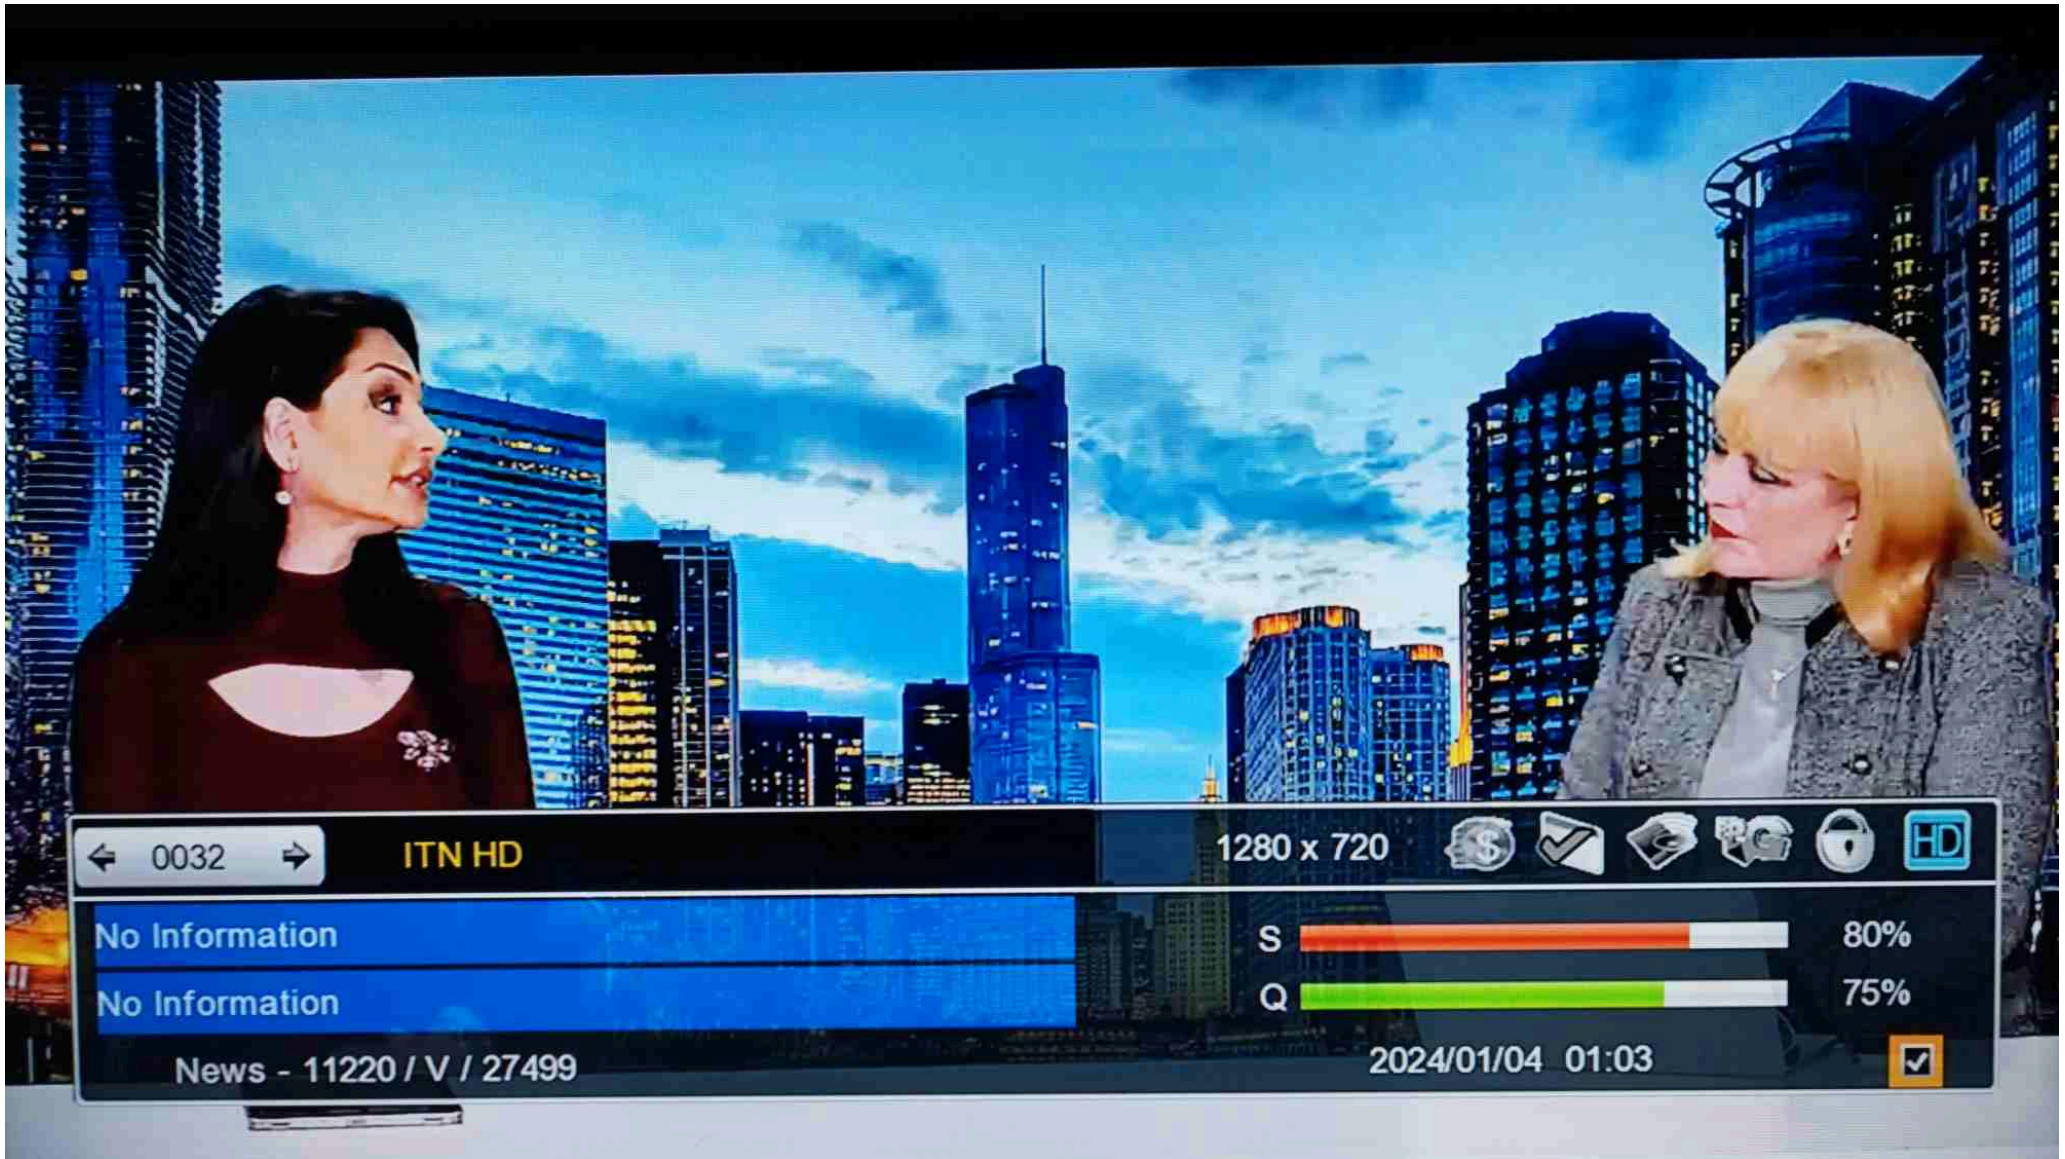 0032 ITN HD 1280 x 720 $ HD
No Information
S 80%
No Information
Q 75%
News - 11220 / V / 27499 2024/01/04 01:03